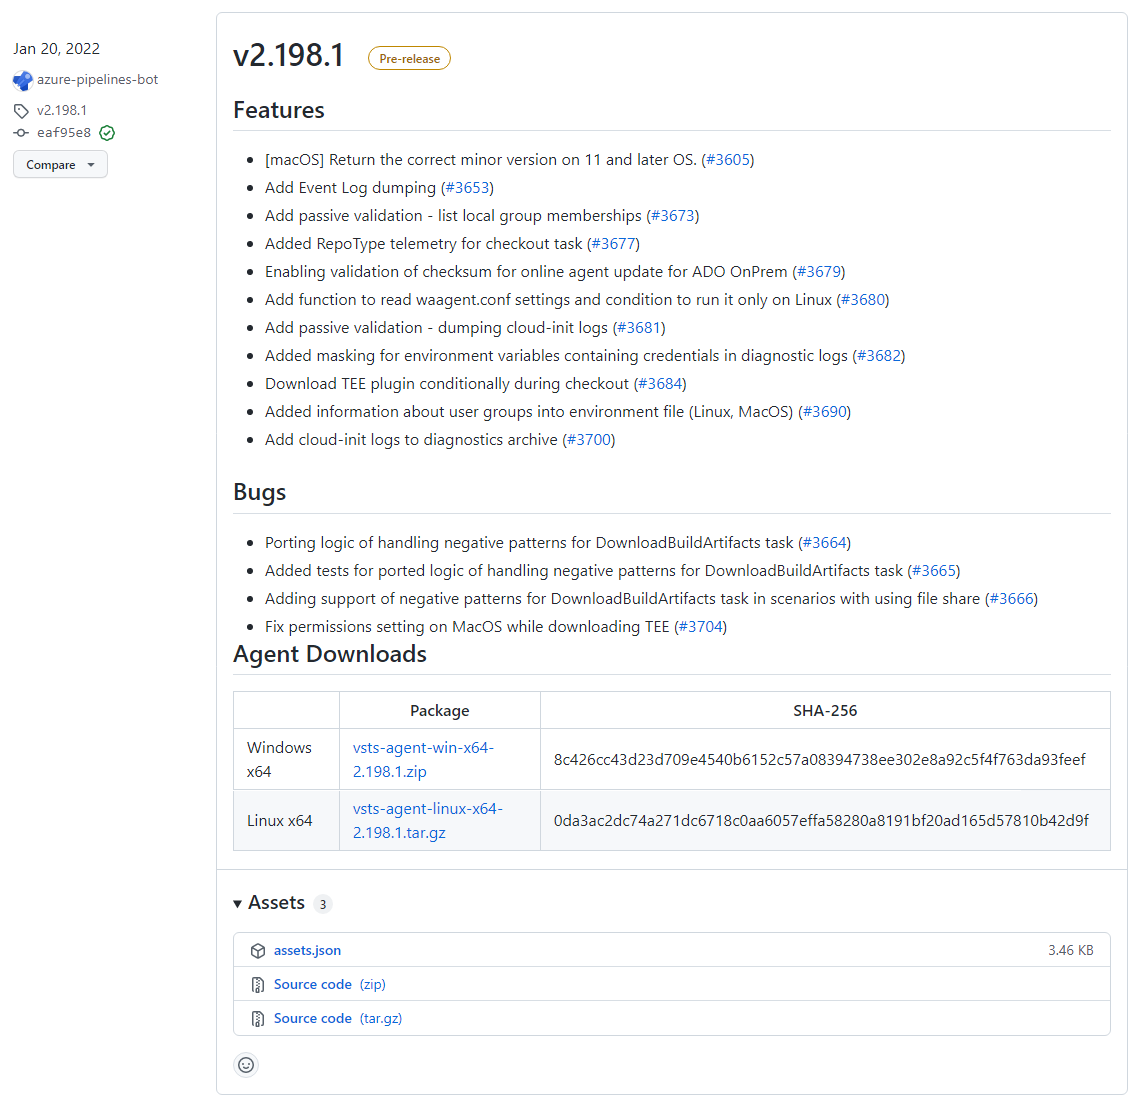 Jan 20, 2022
azure-pipelines-bot
v2.198.1
eaf95e8
Compare
v2.198.1 Pre-release
Features
[macOS] Return the correct minor version on 11 and later OS. (#3605)
Add Event Log dumping (#3653)
Add passive validation - list local group memberships (#3673)
Added RepoType telemetry for checkout task (#3677)
Enabling validation of checksum for online agent update for ADO OnPrem (#3679)
Add function to read waagent.conf settings and condition to run it only on Linux (#3680)
Add passive validation - dumping cloud-init logs (#3681)
Added masking for environment variables containing credentials in diagnostic logs (#3682)
Download TEE plugin conditionally during checkout (#3684)
Added information about user groups into environment file (Linux, MacOS) (#3690)
Add cloud-init logs to diagnostics archive (#3700)
Bugs
Porting logic of handling negative patterns for DownloadBuildArtifacts task (#3664)
Added tests for ported logic of handling negative patterns for DownloadBuildArtifacts task (#3665)
Adding support of negative patterns for DownloadBuildArtifacts task in scenarios with using file share (#3666)
Fix permissions setting on MacOS while downloading TEE (#3704)
Agent Downloads
Package SHA-256
Windows x64 vsts-agent-win-x64-2.198.1.zip 8c426cc43d23d709e4540b6152c57a08394738ee302e8a92c5f4f763da93feef
Linux x64 vsts-agent-linux-x64-2.198.1.tar.gz 0da3ac2dc74a271dc6718c0aa6057effa58280a8191bf20ad165d57810b42d9f
Assets 3
assets.json 3.46 KB
Source code (zip)
Source code (tar.gz)